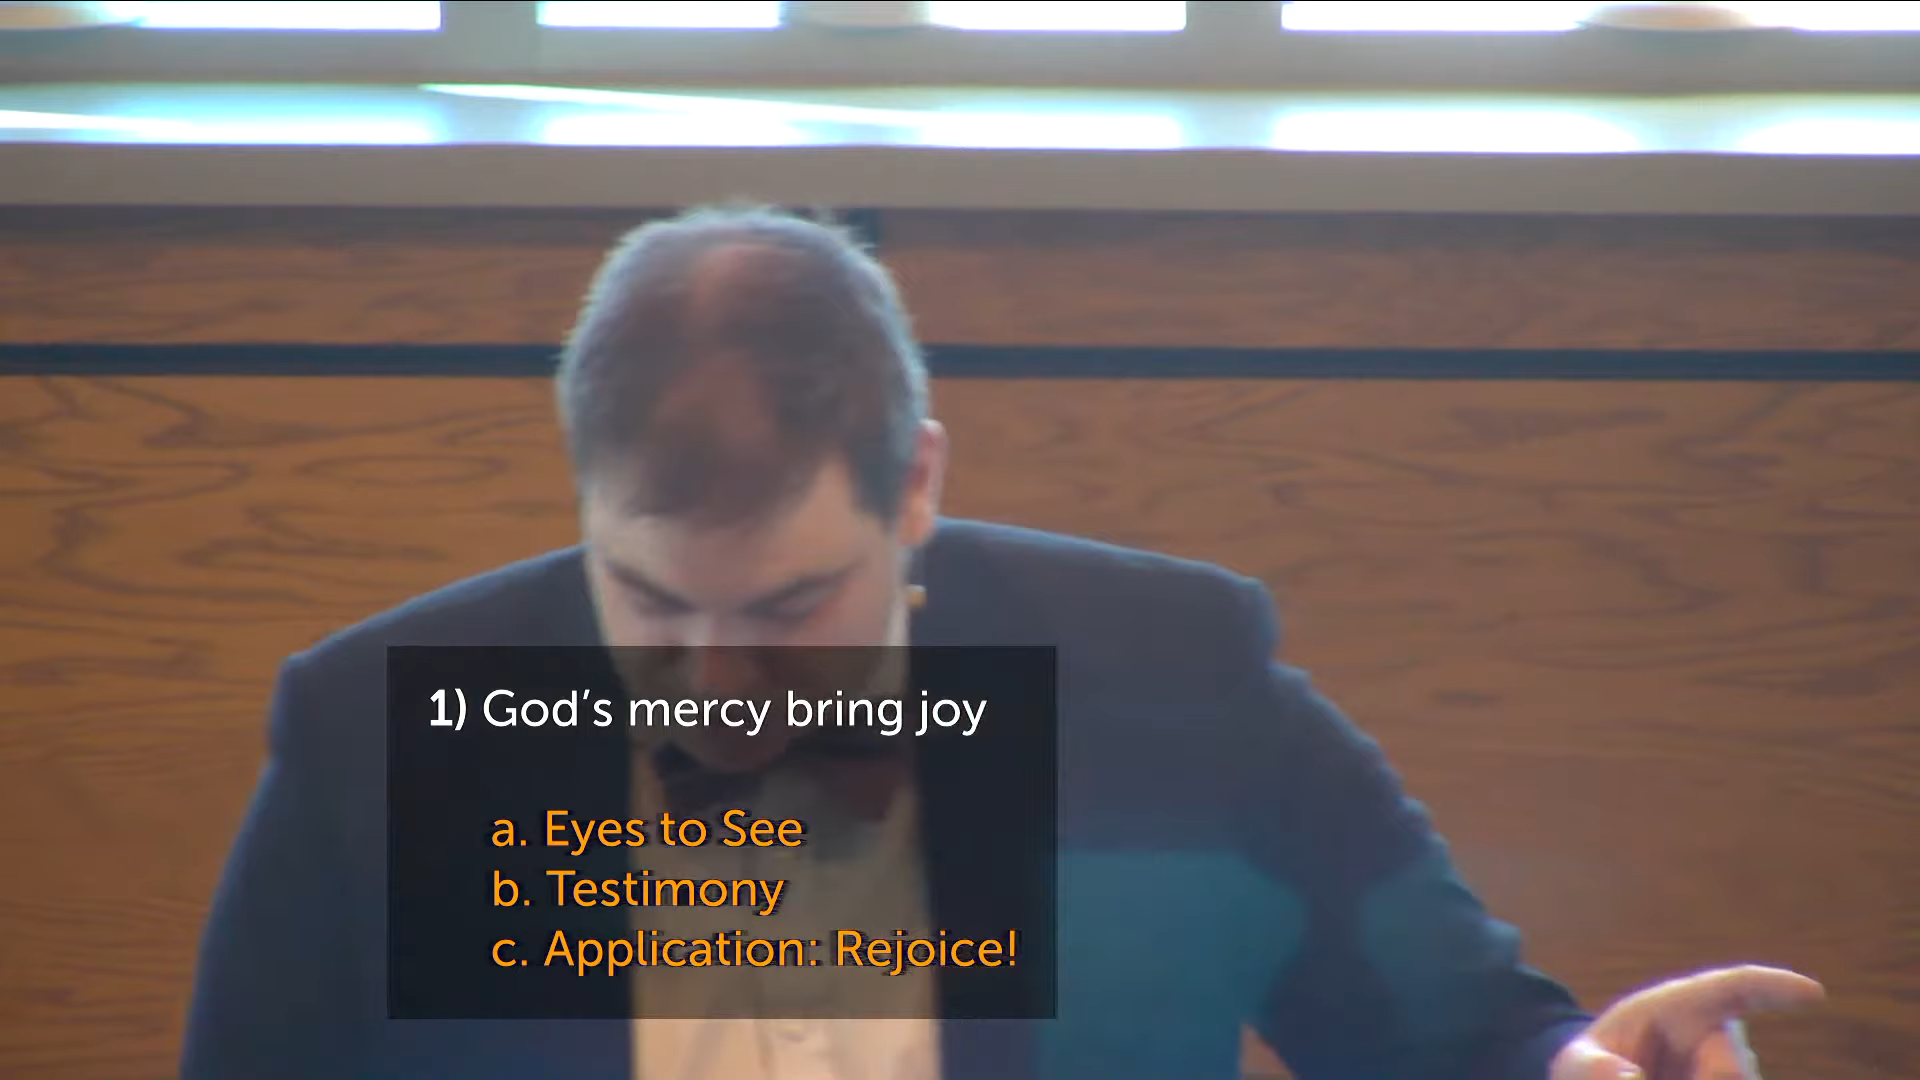 1) God's mercy bring joy
a. Eyes to See
b. Testimony
c. Application: Rejoice!